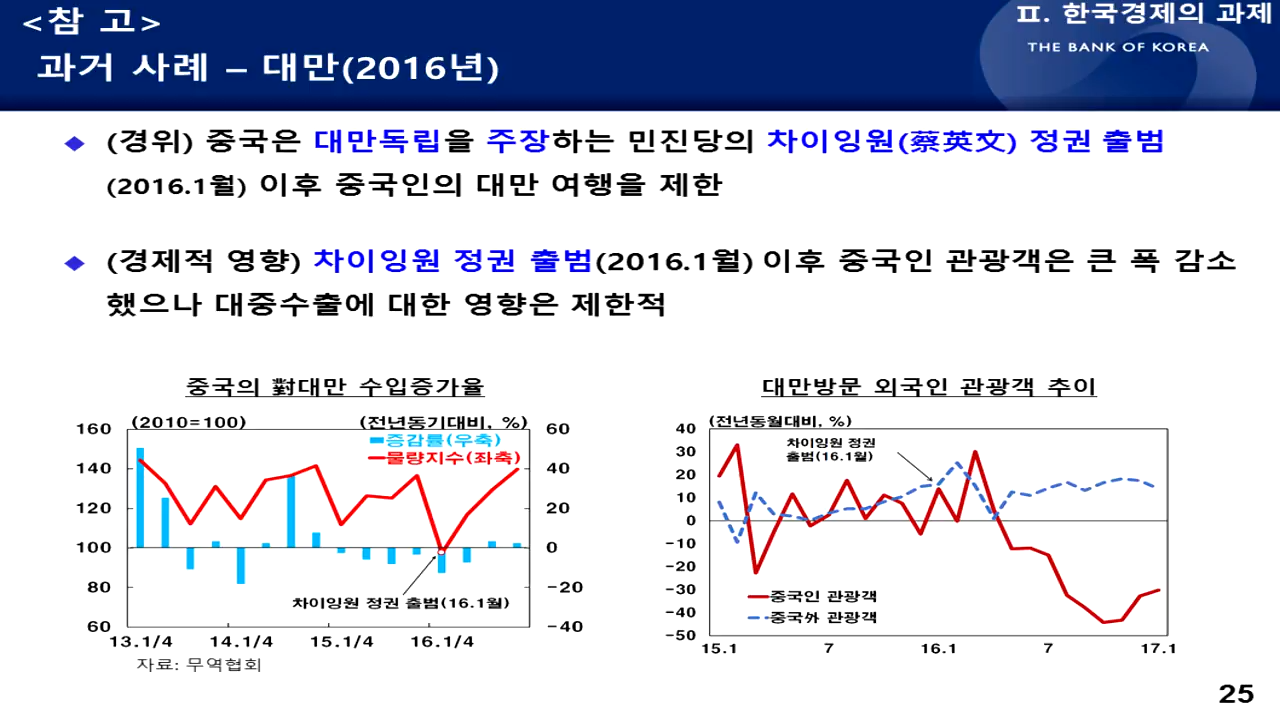 <참 고>
Ⅱ. 한국경제의 과제
THE BANK OF KOREA
과거 사례 – 대만(2016년)
(경위) 중국은 대만독립을 주장하는 민진당의 차이잉원(蔡英文) 정권 출범
(2016.1월) 이후 중국인의 대만 여행을 제한
(경제적 영향) 차이잉원 정권 출범(2016.1월) 이후 중국인 관광객은 큰 폭 감소
했으나 대중수출에 대한 영향은 제한적
중국의 對대만 수입증가율
(2010=100) (전년동기대비, %)
160 60
증감률(우축)
물량지수(좌축)
140 40
120 20
100 0
80 -20
차이잉원 정권 출범(16.1월)
60 -40
13.1/4 14.1/4 15.1/4 16.1/4
자료: 무역협회
대만방문 외국인 관광객 추이
(전년동월대비, %)
40
차이잉원 정권
출범(16.1월)
30
20
10
0
-10
-20
-30
중국인 관광객
-40
중국外 관광객
-50
15.1 7 16.1 7 17.1
25